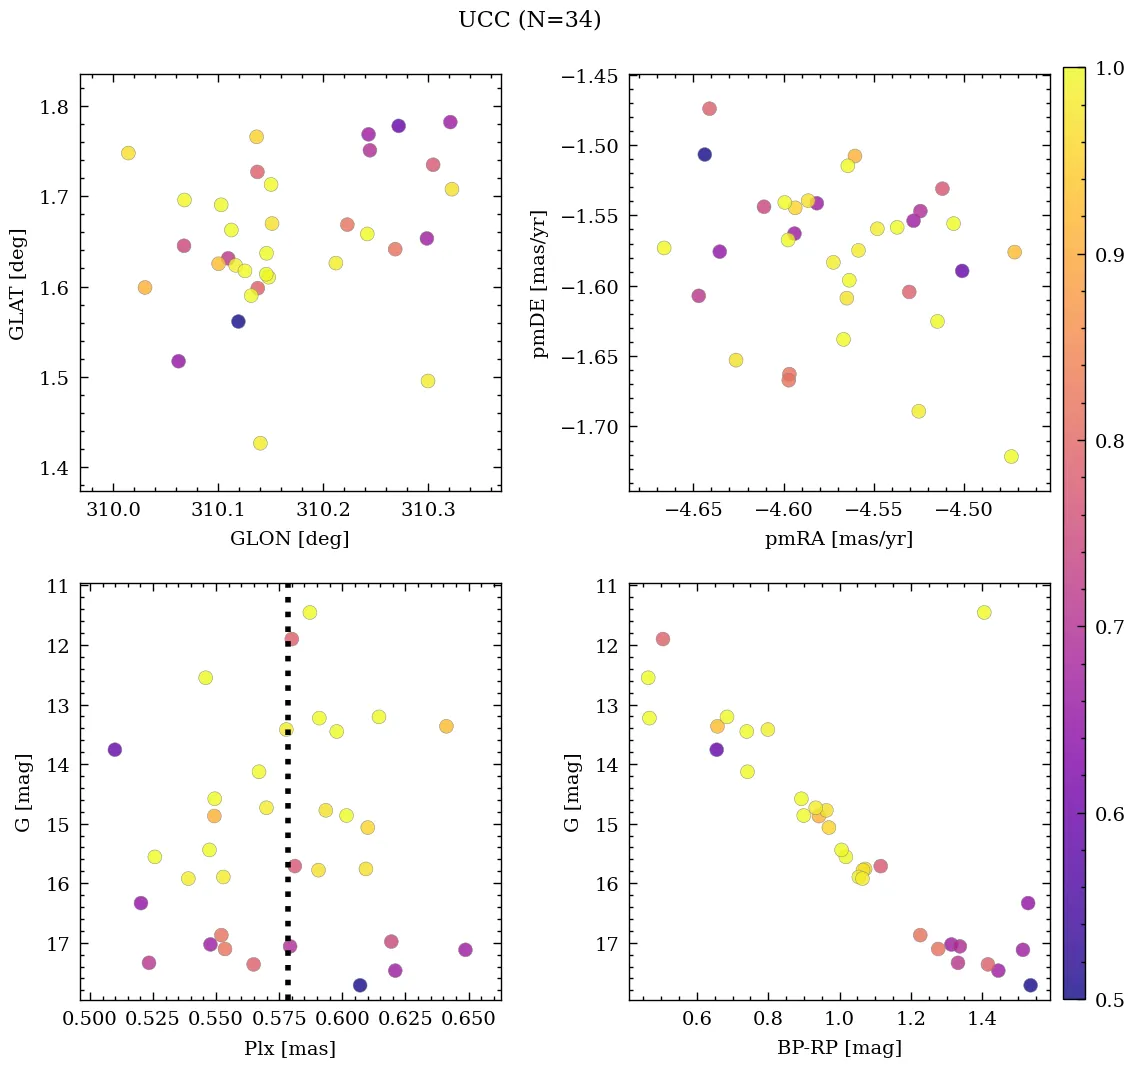 UCC (N=34)
1.8
1.7
1.6
1.5
1.4
GLAT [deg]
310.0 310.1 310.2 310.3
GLON [deg]
−1.45
−1.50
−1.55
−1.60
−1.65
−1.70
pmDE [mas/yr]
−4.65 −4.60 −4.55 −4.50
pmRA [mas/yr]
1.0
0.9
0.8
0.7
0.6
0.5
11
12
13
14
15
16
17
G [mag]
0.500 0.525 0.550 0.575 0.600 0.625 0.650
Plx [mas]
11
12
13
14
15
16
17
G [mag]
0.6 0.8 1.0 1.2 1.4
BP-RP [mag]